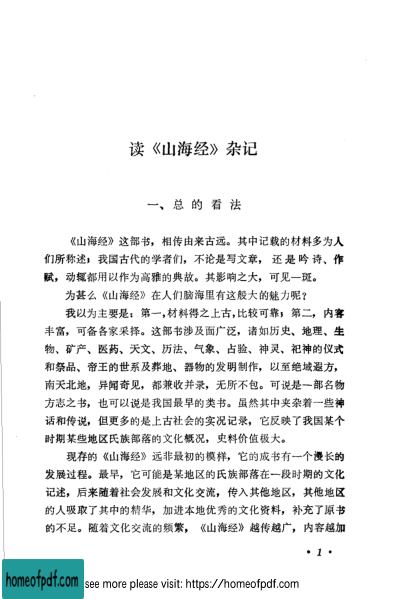 读《山海经》杂记
一、总的看法
《山海经》这部书，相传由来古远。其中记载的材料多为人
们所称述；我国古代的学者们，不论是写文章，还是吟诗、作
赋，动辄都用以作为高雅的典故。其影响之大，可见一斑。
为甚么《山海经》在人们脑海里有这般大的魅力呢？
我以为主要是：第一，材料得之上古，比较可靠；第二，内容
丰富，可备各家采择。这部书涉及面广泛，诸如历史、地理、生
物、矿产、医药、天文、历法、气象、占验、神灵、祀神的仪式
和祭品、帝王的世系及葬地、器物的发明制作，以至绝域遐方，
南天北地，异闻奇见，都兼收并录，无所不包。可说是一部名物
方志之书，也可以说是我国最早的类书。虽然其中夹杂着一些神
话和传说，但更多的是上古社会的实况记录，它反映了我国某个
时期某些地区氏族部落的文化概况，史料价值极大。
现存的《山海经》远非最初的模样，它的成书有一个漫长的
发展过程。最早，它可能是某地区的氏族部落在一段时期的文化
记述，后来随着社会发展和文化交流，传入其他地区，其他地区
的人吸取了其中的精华，加进本地优秀的文化资料，补充了原书
的不足。随着文化交流的频繁，《山海经》越传越广，内容越加
• 1 •
homeofpdf.com
see more please visit: https://homeofpdf.com